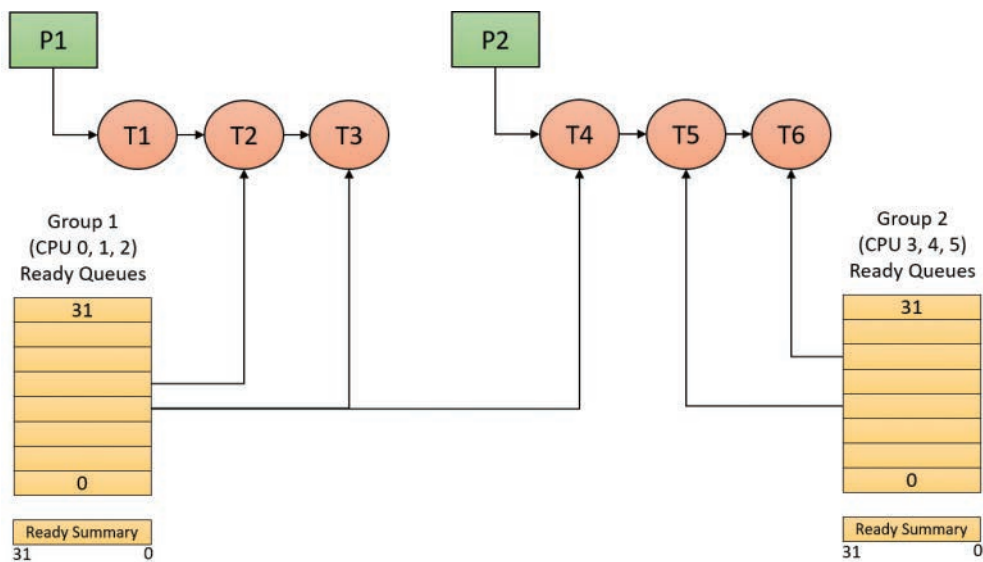 P1
P2
T1
T2
T3
T4
T5
T6
Group 1
(CPU 0, 1, 2)
Ready Queues
31
0
Ready Summary
31
0
Group 2
(CPU 3, 4, 5)
Ready Queues
31
0
Ready Summary
31
0